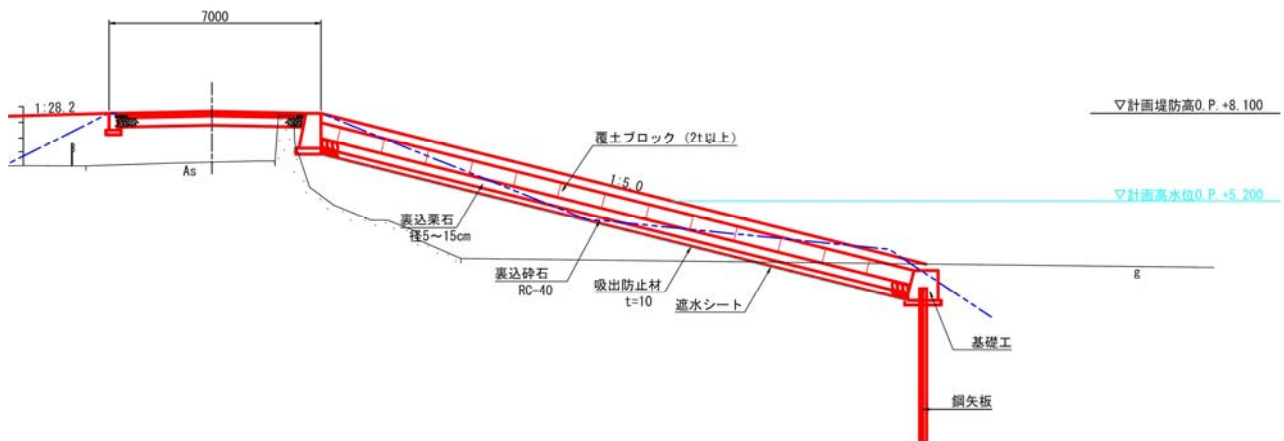 7000
1:28.2
▽計画堤防高O.P.+8.100
覆土ブロック（2t以上）
1:5.0
▽計画高水位O.P.+5.200
As
裏込栗石
径5～15cm
裏込砕石
RC-40
吸出防止材
t=10
遮水シート
g
基礎工
鋼矢板